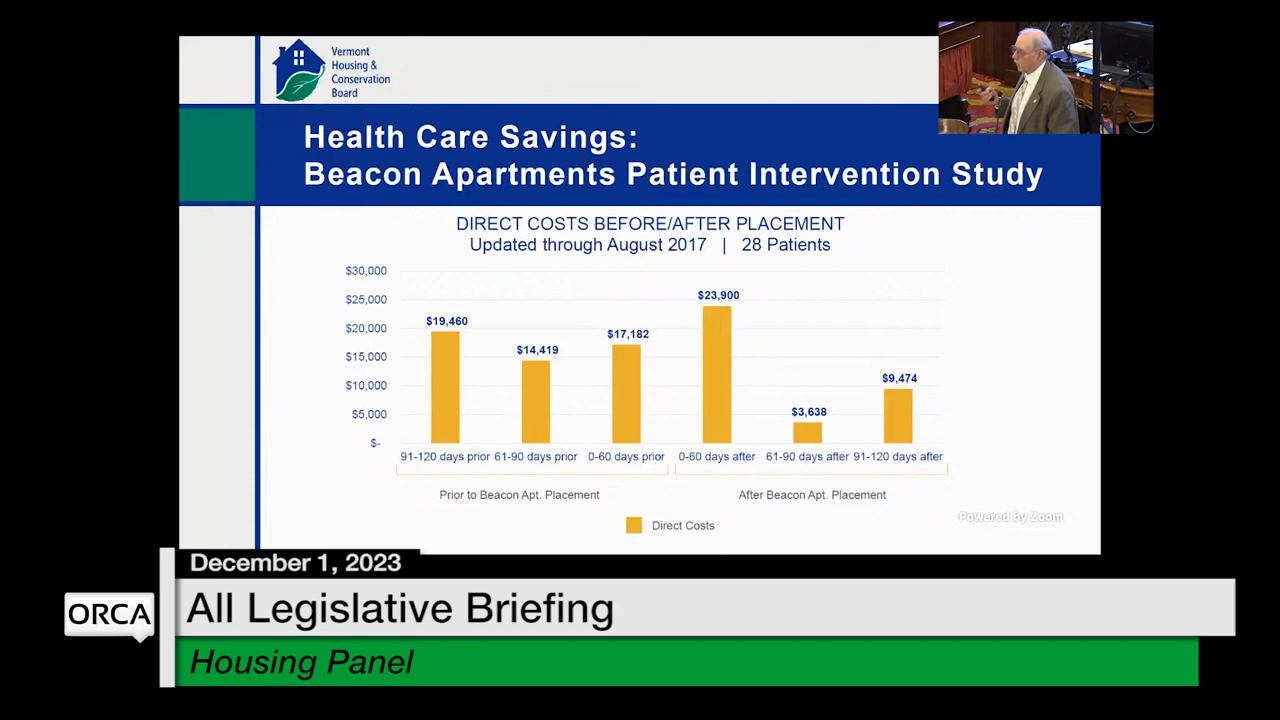 Vermont
Housing &
Conservation
Board
Health Care Savings:
Beacon Apartments Patient Intervention Study
DIRECT COSTS BEFORE/AFTER PLACEMENT
Updated through August 2017 | 28 Patients
$30,000
$25,000
$20,000
$15,000
$10,000
$5,000
$-
$19,460
$14,419
$17,182
$23,900
$3,638
$9,474
91-120 days prior 61-90 days prior 0-60 days prior 0-60 days after 61-90 days after 91-120 days after
Prior to Beacon Apt. Placement After Beacon Apt. Placement
Direct Costs
Powered by Zoom
December 1, 2023
ORCA
All Legislative Briefing
Housing Panel